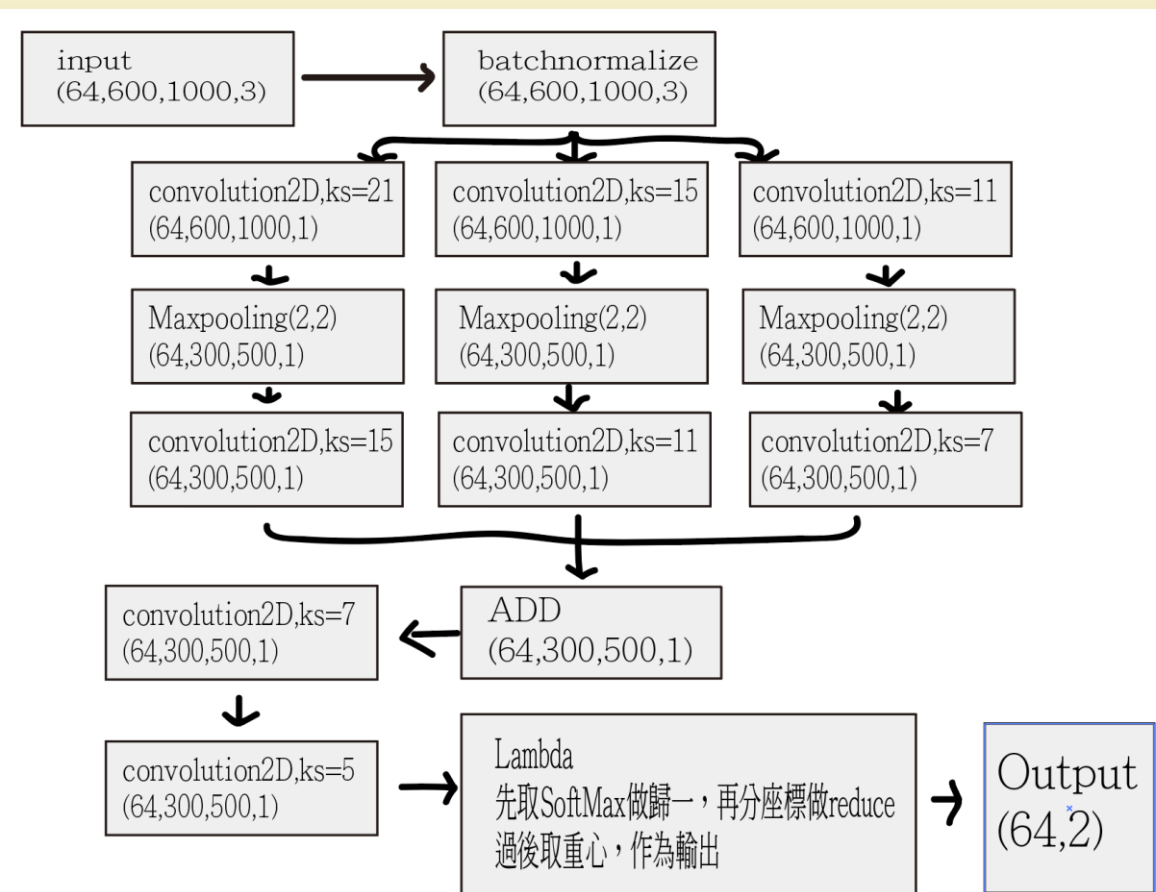 input
(64,600,1000,3)
batchnormalize
(64,600,1000,3)
convolution2D,ks=21
(64,600,1000,1)
convolution2D,ks=15
(64,600,1000,1)
convolution2D,ks=11
(64,600,1000,1)
Maxpooling(2,2)
(64,300,500,1)
Maxpooling(2,2)
(64,300,500,1)
Maxpooling(2,2)
(64,300,500,1)
convolution2D,ks=15
(64,300,500,1)
convolution2D,ks=11
(64,300,500,1)
convolution2D,ks=7
(64,300,500,1)
ADD
(64,300,500,1)
convolution2D,ks=7
(64,300,500,1)
convolution2D,ks=5
(64,300,500,1)
Lambda
先取SoftMax做歸一，再分座標做reduce
過後取重心，作為輸出
Output
(64,2)